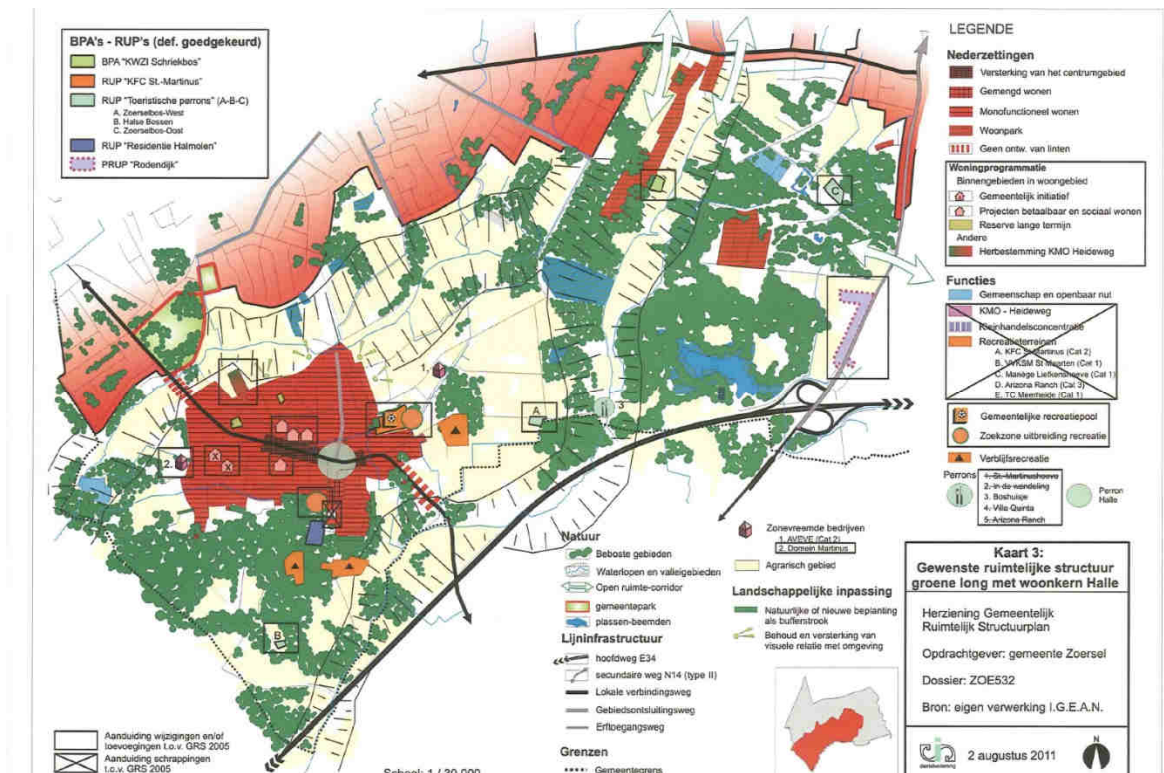 BPA's - RUP's (def. goedgekeurd)
BPA "KWZI Schriekbos"
RUP "KFC St.-Martinus"
RUP "Toeristische perrons" (A-B-C)
A. Zoerselbos-West
B. Halse Bossen
C. Zoerselbos-Oost
RUP "Residentie Halmolen"
PRUP "Rodendijk"
C
1.
A
3
2.
B
LEGENDE
Nederzettingen
Versterking van het centrumgebied
Gemengd wonen
Monofunctioneel wonen
Woonpark
Geen ontw. van linten
Woningprogrammatie
Binnengebieden in woongebied
Gemeentelijk initiatief
Projecten betaalbaar en sociaal wonen
Reserve lange termijn
Andere
Herbestemming KMO Heideweg
Functies
Gemeenschap en openbaar nut
KMO - Heideweg
Kleinhandelsconcentratie
Recreatieterreinen
A. KFC St Martinus (Cat 2)
B. VVKSM St Maarten (Cat 1)
C. Manège Liefkenshoeve (Cat 1)
D. Arizona Ranch (Cat 3)
E. TC Meerheide (Cat 1)
Gemeentelijke recreatiepool
Zoekzone uitbreiding recreatie
Verblijfsrecreatie
Perrons
1. St.-Martinushoeve
2. In de wandeling
3. Boshuisje
4. Villa Quinta
5. Arizona Ranch
Perron
Halle
Zonevreemde bedrijven
1. AVEVE (Cat 2)
2. Domein Martinus
Agrarisch gebied
Landschappelijke inpassing
Natuurlijke of nieuwe beplanting
als bufferstrook
Behoud en versterking van
visuele relatie met omgeving
Natuur
Beboste gebieden
Waterlopen en valleigebieden
Open ruimte-corridor
gemeentepark
plassen-beemden
Lijninfrastructuur
hoofdweg E34
secundaire weg N14 (type II)
Lokale verbindingsweg
Gebiedsontsluitingsweg
Erftoegangsweg
Grenzen
Gemeentegrens
Aanduiding wijzigingen en/of
toevoegingen t.o.v. GRS 2005
Aanduiding schrappingen
t.o.v. GRS 2005
Schaal: 1 / 30.000
Kaart 3:
Gewenste ruimtelijke structuur
groene long met woonkern Halle
Herziening Gemeentelijk
Ruimtelijk Structuurplan
Opdrachtgever: gemeente Zoersel
Dossier: ZOE532
Bron: eigen verwerking I.G.E.A.N.
2 augustus 2011
N